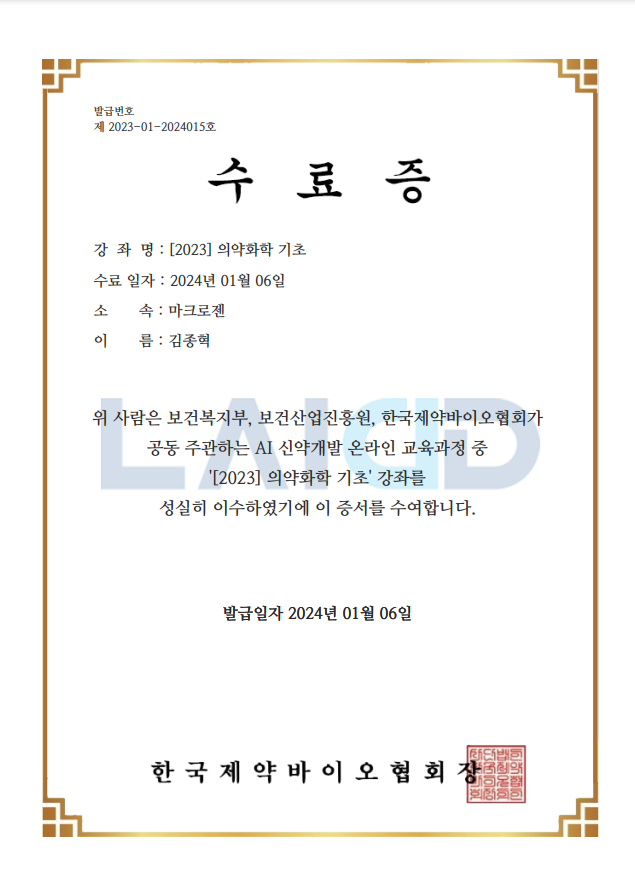 발급번호
제 2023-01-2024015호
수 료 증
강 좌 명 : [2023] 의약화학 기초
수료 일자 : 2024년 01월 06일
소 속 : 마크로젠
이 름 : 김종혁
LAIDD
위 사람은 보건복지부, 보건산업진흥원, 한국제약바이오협회가
공동 주관하는 AI 신약개발 온라인 교육과정 중
'[2023] 의약화학 기초' 강좌를
성실히 이수하였기에 이 증서를 수여합니다.
발급일자 2024년 01월 06일
한국제약바이오협회장